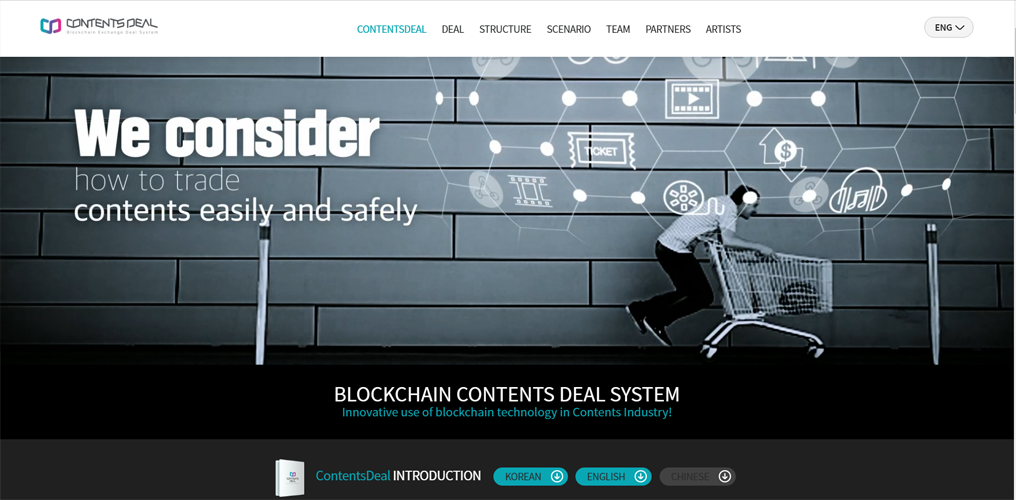 CONTENTS DEAL
Blockchain Exchange Deal System
CONTENTSDEAL DEAL STRUCTURE SCENARIO TEAM PARTNERS ARTISTS
ENG
We consider
how to trade
contents easily and safely
TICKET
BLOCKCHAIN CONTENTS DEAL SYSTEM
Innovative use of blockchain technology in Contents Industry!
ContentsDeal INTRODUCTION KOREAN ENGLISH CHINESE